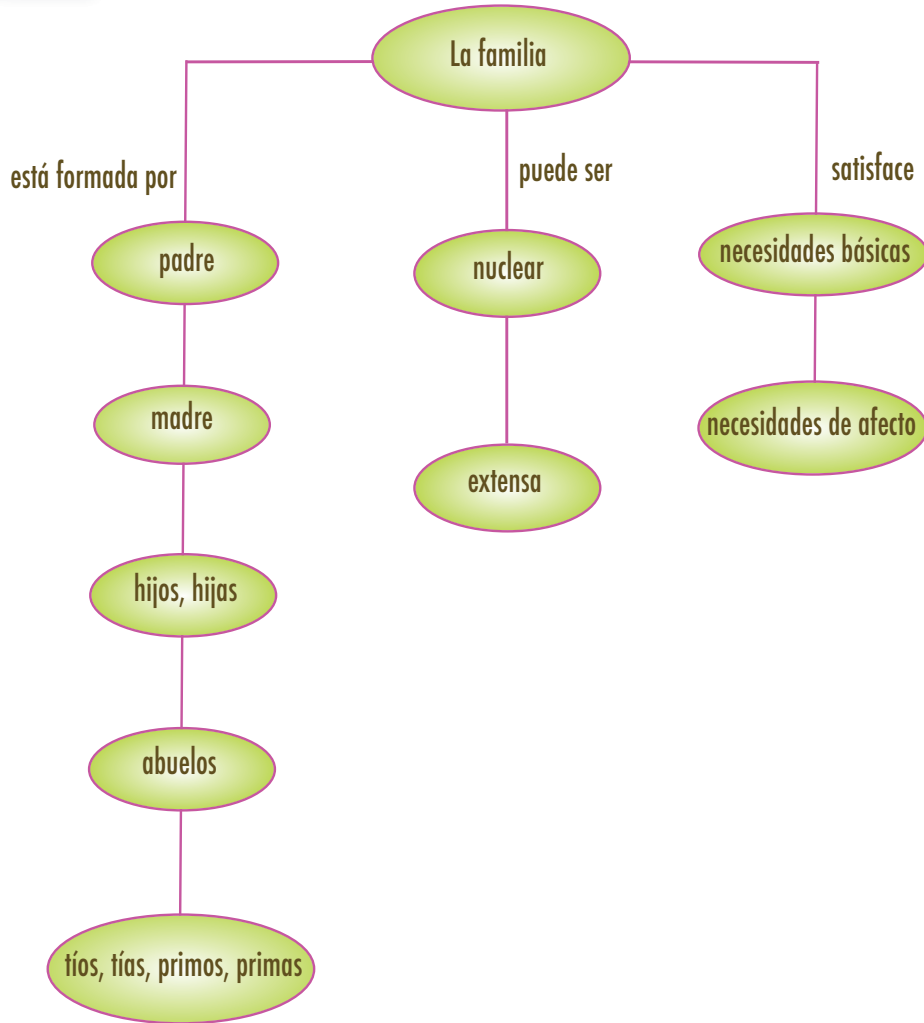 La familia
está formada por
padre
madre
hijos, hijas
abuelos
tíos, tías, primos, primas
puede ser
nuclear
extensa
satisface
necesidades básicas
necesidades de afecto